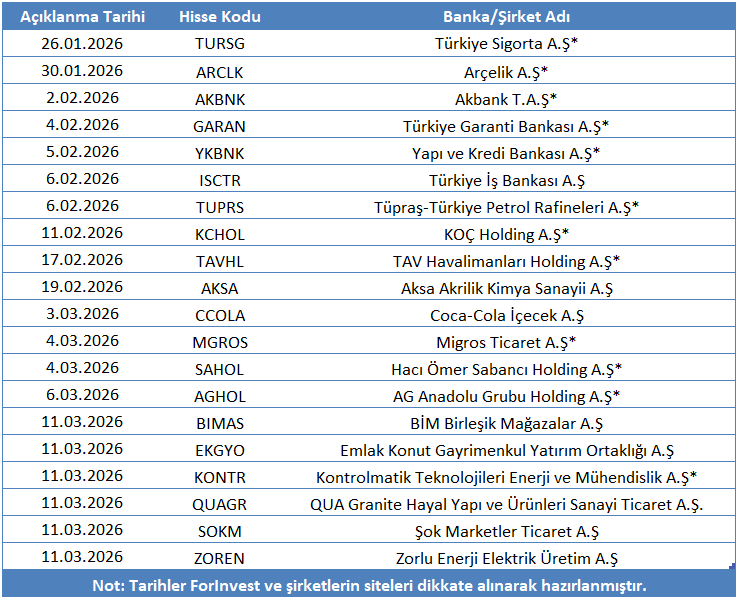 Açıklanma Tarihi Hisse Kodu Banka/Şirket Adı
26.01.2026 TURSG Türkiye Sigorta A.Ş*
30.01.2026 ARCLK Arçelik A.Ş*
2.02.2026 AKBNK Akbank T.A.Ş*
4.02.2026 GARAN Türkiye Garanti Bankası A.Ş*
5.02.2026 YKBNK Yapı ve Kredi Bankası A.Ş*
6.02.2026 ISCTR Türkiye İş Bankası A.Ş
6.02.2026 TUPRS Tüpraş-Türkiye Petrol Rafineleri A.Ş*
11.02.2026 KCHOL KOÇ Holding A.Ş*
17.02.2026 TAVHL TAV Havalimanları Holding A.Ş*
19.02.2026 AKSA Aksa Akrilik Kimya Sanayii A.Ş
3.03.2026 CCOLA Coca-Cola İçecek A.Ş
4.03.2026 MGROS Migros Ticaret A.Ş*
4.03.2026 SAHOL Hacı Ömer Sabancı Holding A.Ş*
6.03.2026 AGHOL AG Anadolu Grubu Holding A.Ş*
11.03.2026 BIMAS BİM Birleşik Mağazalar A.Ş
11.03.2026 EKGYO Emlak Konut Gayrimenkul Yatırım Ortaklığı A.Ş
11.03.2026 KONTR Kontrolmatik Teknolojileri Enerji ve Mühendislik A.Ş*
11.03.2026 QUAGR QUA Granite Hayal Yapı ve Ürünleri Sanayi Ticaret A.Ş.
11.03.2026 SOKM Şok Marketler Ticaret A.Ş
11.03.2026 ZOREN Zorlu Enerji Elektrik Üretim A.Ş
Not: Tarihler ForInvest ve şirketlerin siteleri dikkate alınarak hazırlanmıştır.